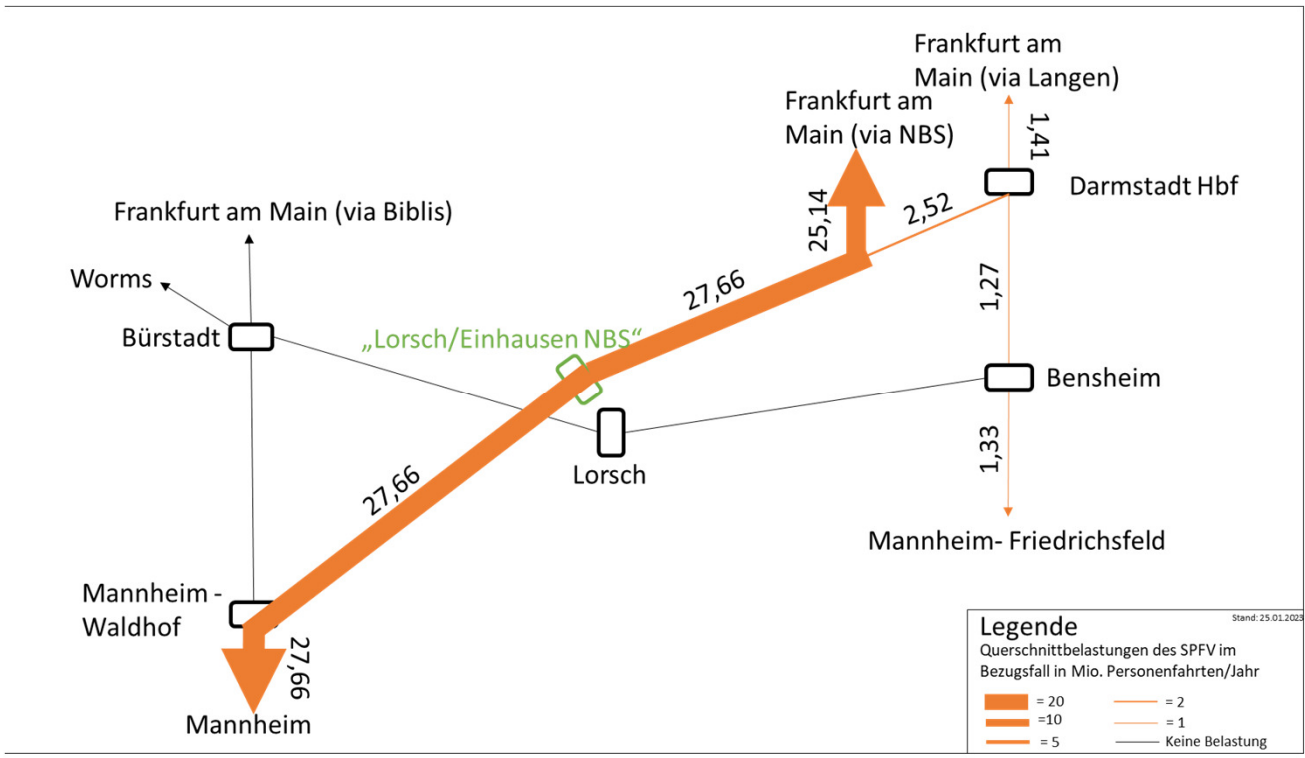 Frankfurt am
Main (via Langen)
Frankfurt am
Main (via NBS)
1,41
Darmstadt Hbf
Frankfurt am Main (via Biblis)
25,14
2,52
Worms
27,66
1,27
Bürstadt
„Lorsch/Einhausen NBS“
Bensheim
1,33
Lorsch
27,66
Mannheim- Friedrichsfeld
Mannheim -
Waldhof
27,66
Mannheim
Stand: 25.01.2023
Legende
Querschnittbelastungen des SPFV im
Bezugsfall in Mio. Personenfahrten/Jahr
= 20
= 2
=10
= 1
= 5
Keine Belastung